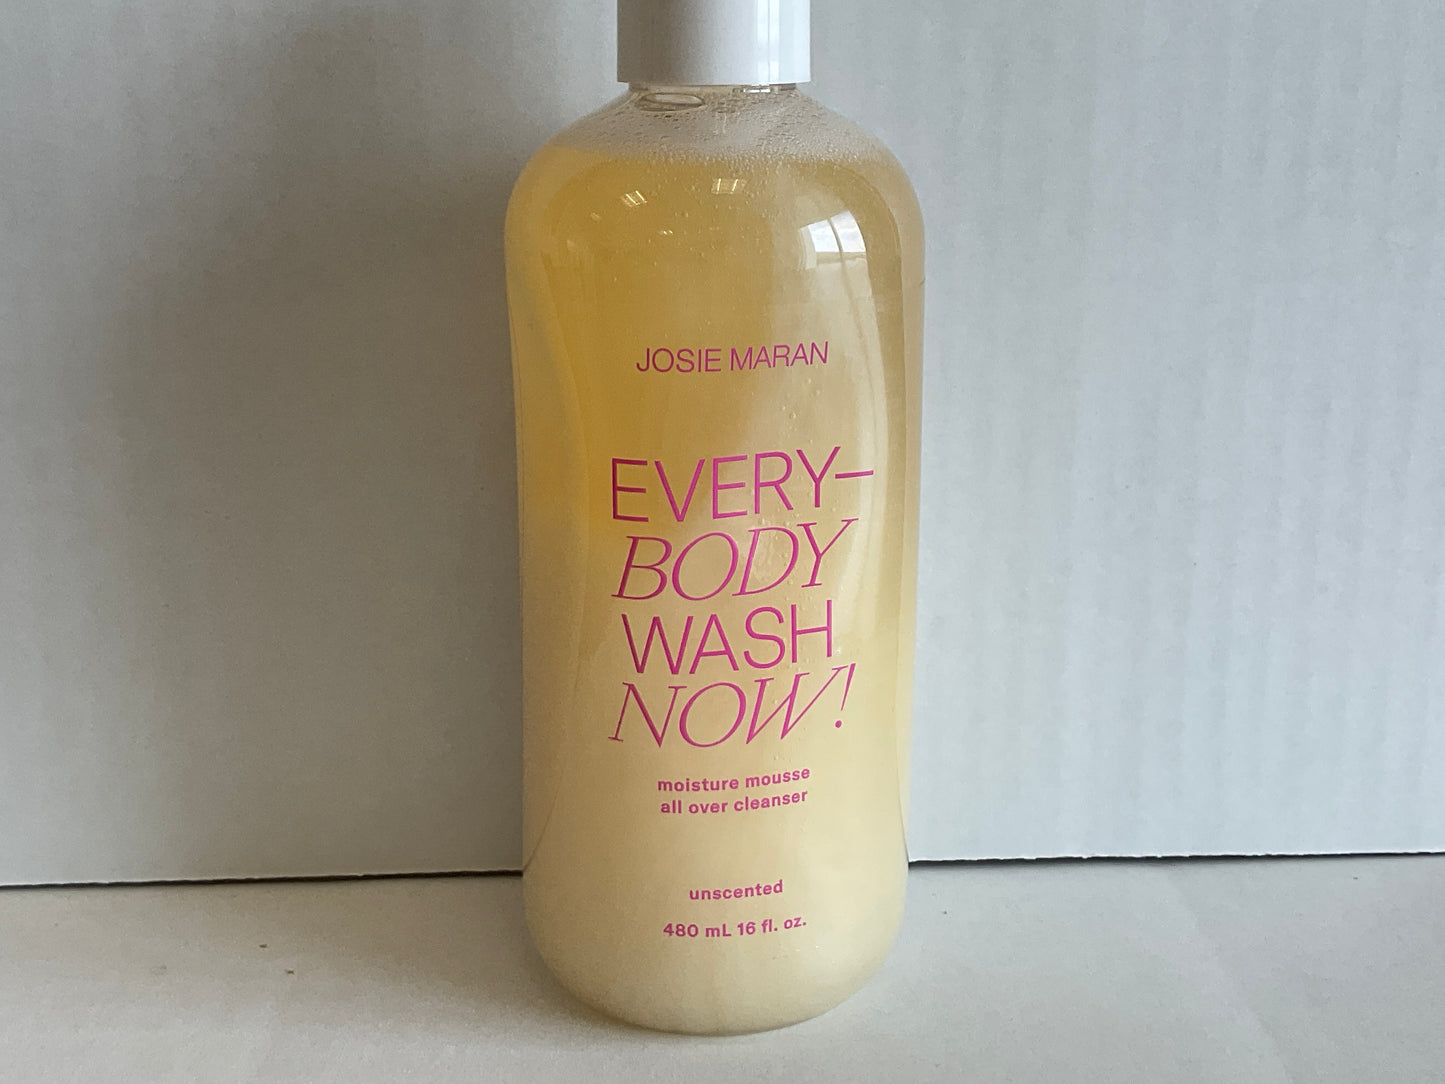 JOSIE MARAN
EVERY–
BODY
WASH
NOW!
moisture mousse
all over cleanser
unscented
480 mL 16 fl. oz.